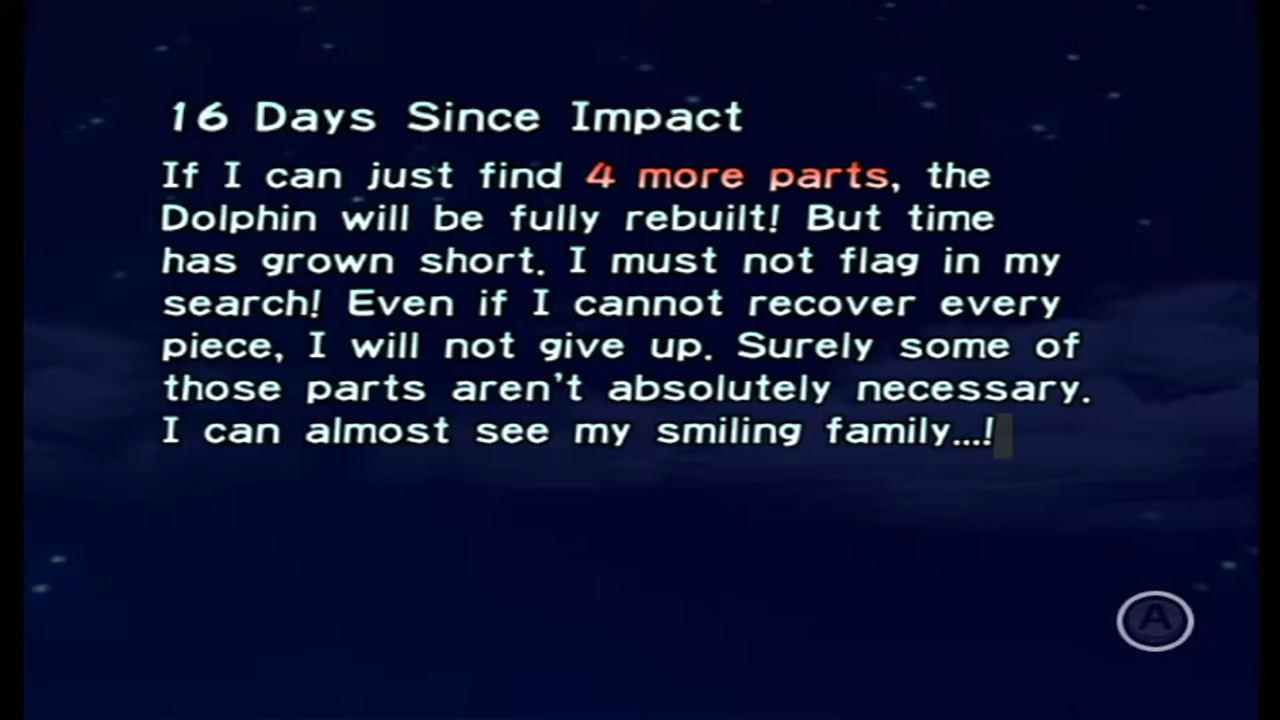 16 Days Since Impact
If I can just find 4 more parts, the
Dolphin will be fully rebuilt! But time
has grown short. I must not flag in my
search! Even if I cannot recover every
piece, I will not give up. Surely some of
those parts aren't absolutely necessary.
I can almost see my smiling family...!
A